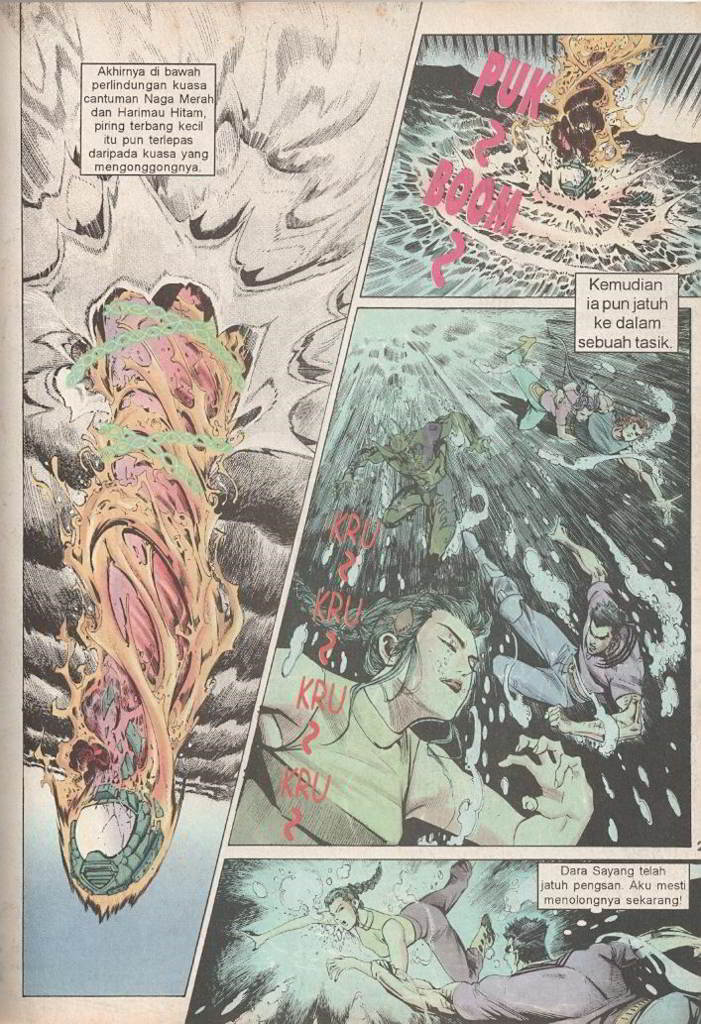 Akhirnya di bawah
perlindungan kuasa
cantuman Naga Merah
dan Harimau Hitam,
piring terbang kecil
itu pun terlepas
daripada kuasa yang
mengonggongnya.
PUK
BOOM
Kemudian
ia pun jatuh
ke dalam
sebuah tasik.
KRU
KRU
KRU
KRU
Dara Sayang telah
jatuh pengsan. Aku mesti
menolongnya sekarang!